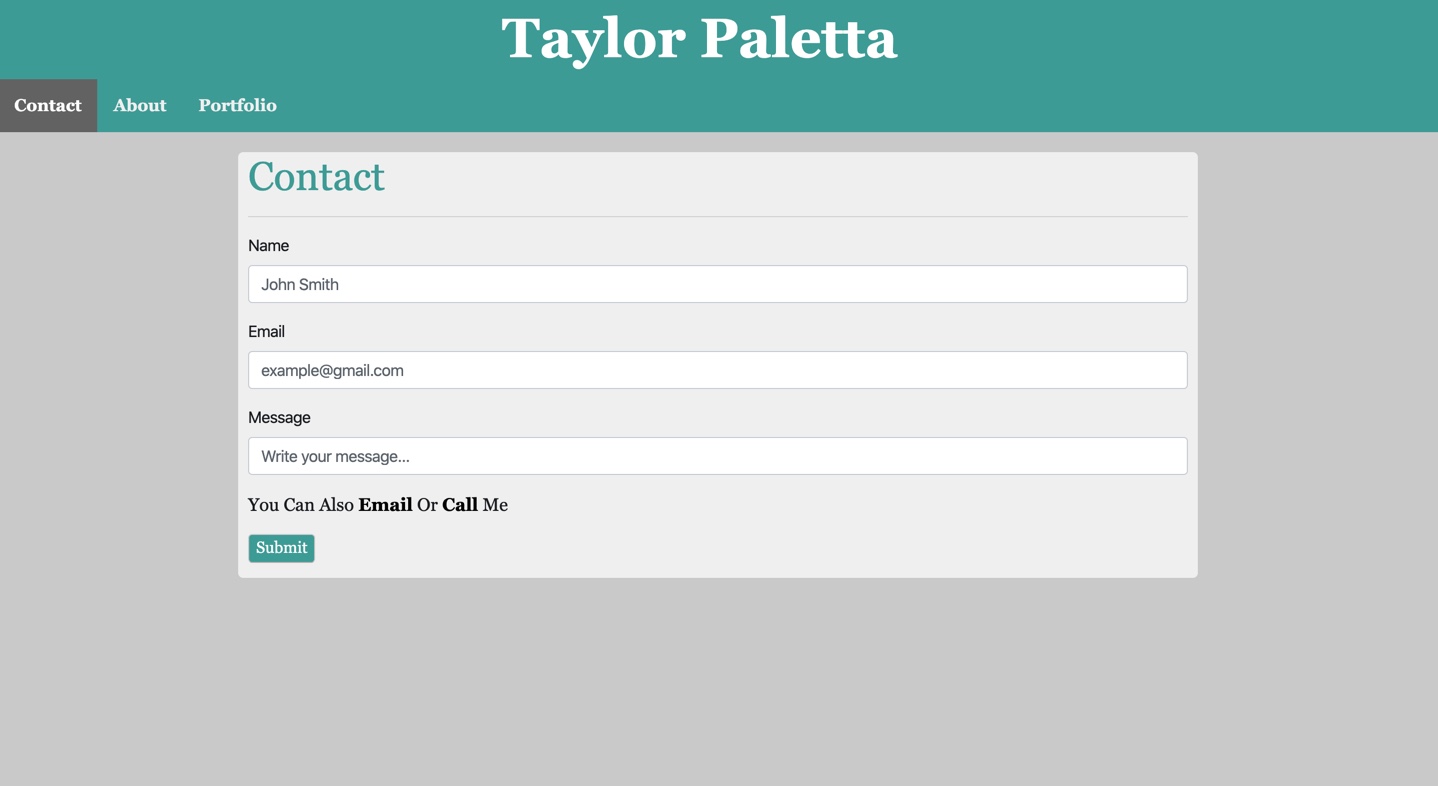 Taylor Paletta
Contact About Portfolio
Contact
Name
John Smith
Email
example@gmail.com
Message
Write your message...
You Can Also Email Or Call Me
Submit